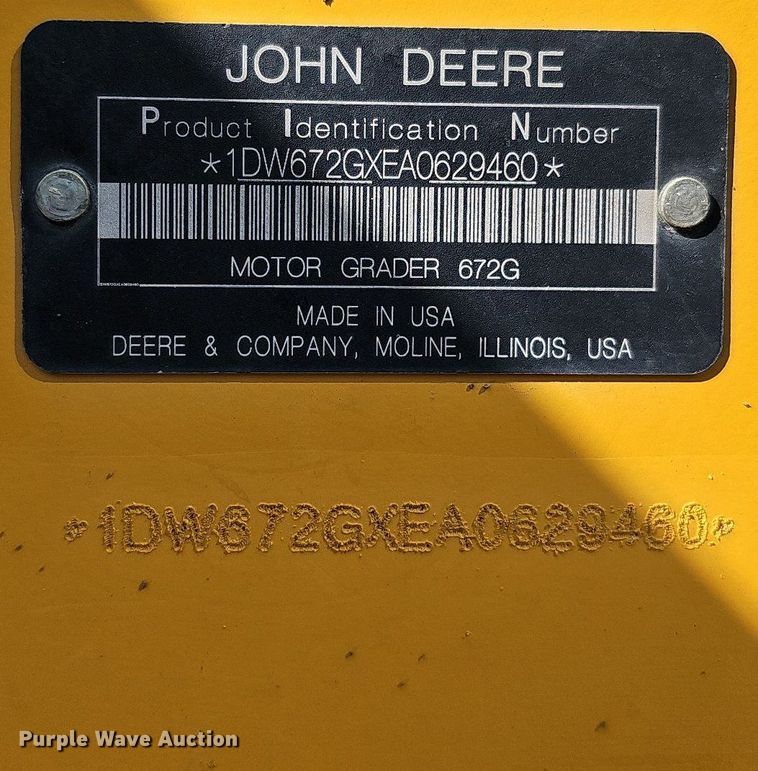 JOHN DEERE
Product Identification Number
*1DW672GXEA0629460*
MOTOR GRADER 672G
MADE IN USA
DEERE & COMPANY, MOLINE, ILLINOIS, USA
*1DW672GXEA0629460*
Purple Wave Auction